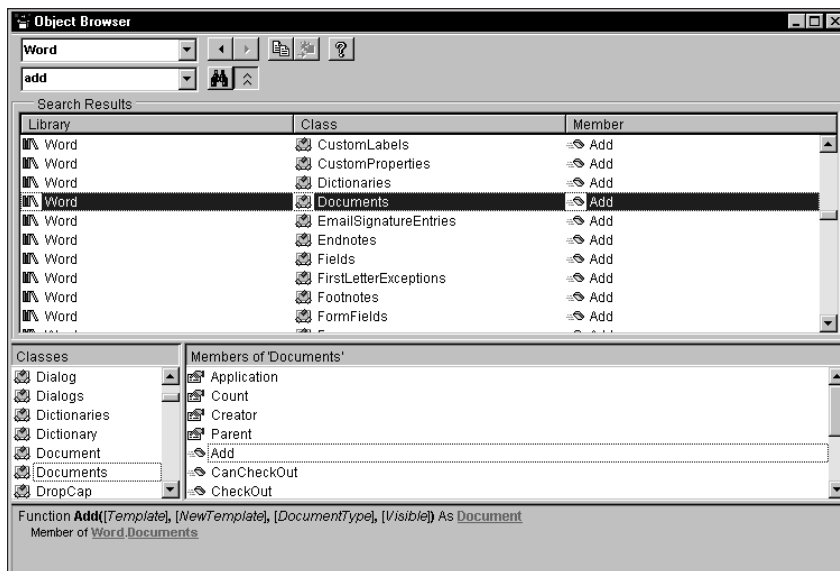 Object Browser
Word
add
Search Results
Library Class Member
Word CustomLabels Add
Word CustomProperties Add
Word Dictionaries Add
Word Documents Add
Word EmailSignatureEntries Add
Word Endnotes Add
Word Fields Add
Word FirstLetterExceptions Add
Word Footnotes Add
Word FormFields Add
Classes Members of 'Documents'
Dialog Application
Dialogs Count
Dictionaries Creator
Dictionary Parent
Document Add
Documents CanCheckOut
DropCap CheckOut
Function Add([Template], [NewTemplate], [DocumentType], [Visible]) As Document
Member of Word.Documents